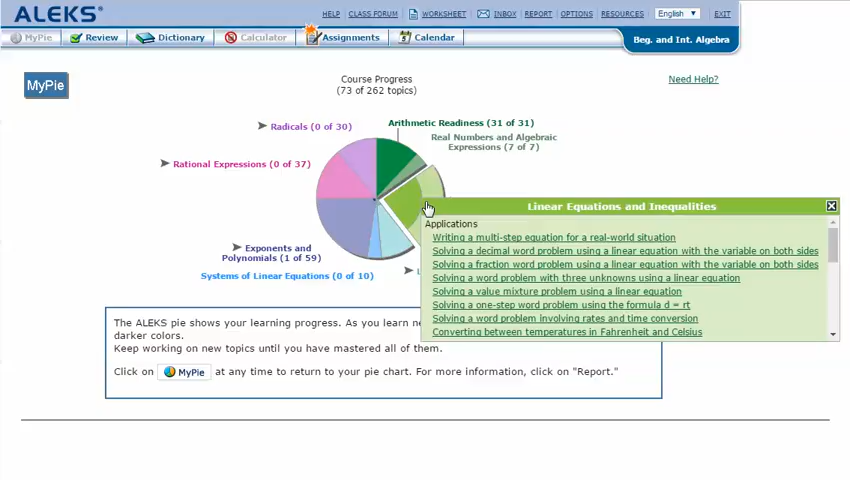 ALEKS®
HELP CLASS FORUM WORKSHEET INBOX REPORT OPTIONS RESOURCES English EXIT
MyPie Review Dictionary Calculator Assignments 5 Calendar
Beg. and Int. Algebra
MyPie
Course Progress
(73 of 262 topics)
Need Help?
Arithmetic Readiness (31 of 31)
Radicals (0 of 30)
Real Numbers and Algebraic
Expressions (7 of 7)
Rational Expressions (0 of 37)
Exponents and
Polynomials (1 of 59)
Systems of Linear Equations (0 of 10)
Linear Equations and Inequalities
Applications
Writing a multi-step equation for a real-world situation
Solving a decimal word problem using a linear equation with the variable on both sides
Solving a fraction word problem using a linear equation with the variable on both sides
Solving a word problem with three unknowns using a linear equation
Solving a value mixture problem using a linear equation
Solving a one-step word problem using the formula d = rt
Solving a word problem involving rates and time conversion
Converting between temperatures in Fahrenheit and Celsius
The ALEKS pie shows your learning progress. As you learn
darker colors.
Keep working on new topics until you have mastered all of them.
Click on MyPie at any time to return to your pie chart. For more information, click on "Report."